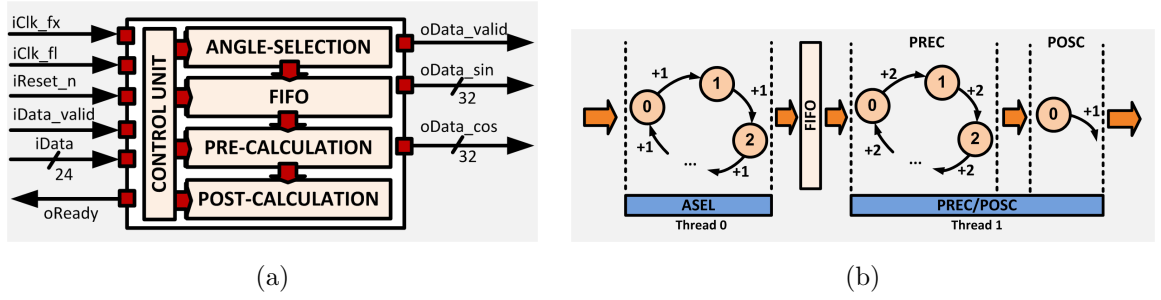 iClk_fx
iClk_fl
iReset_n
iData_valid
iData
24
oReady
CONTROL UNIT
ANGLE-SELECTION
FIFO
PRE-CALCULATION
POST-CALCULATION
oData_valid
oData_sin
32
oData_cos
32
(a)
0
+1
1
+1
2
+1
...
+1
ASEL
Thread 0
FIFO
PREC
0
+2
1
+2
2
+2
...
+2
POSC
0
+1
PREC/POSC
Thread 1
(b)